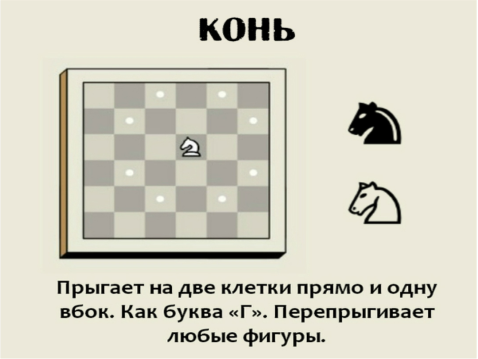 КОНЬ
Прыгает на две клетки прямо и одну
вбок. Как буква «Г». Перепрыгивает
любые фигуры.